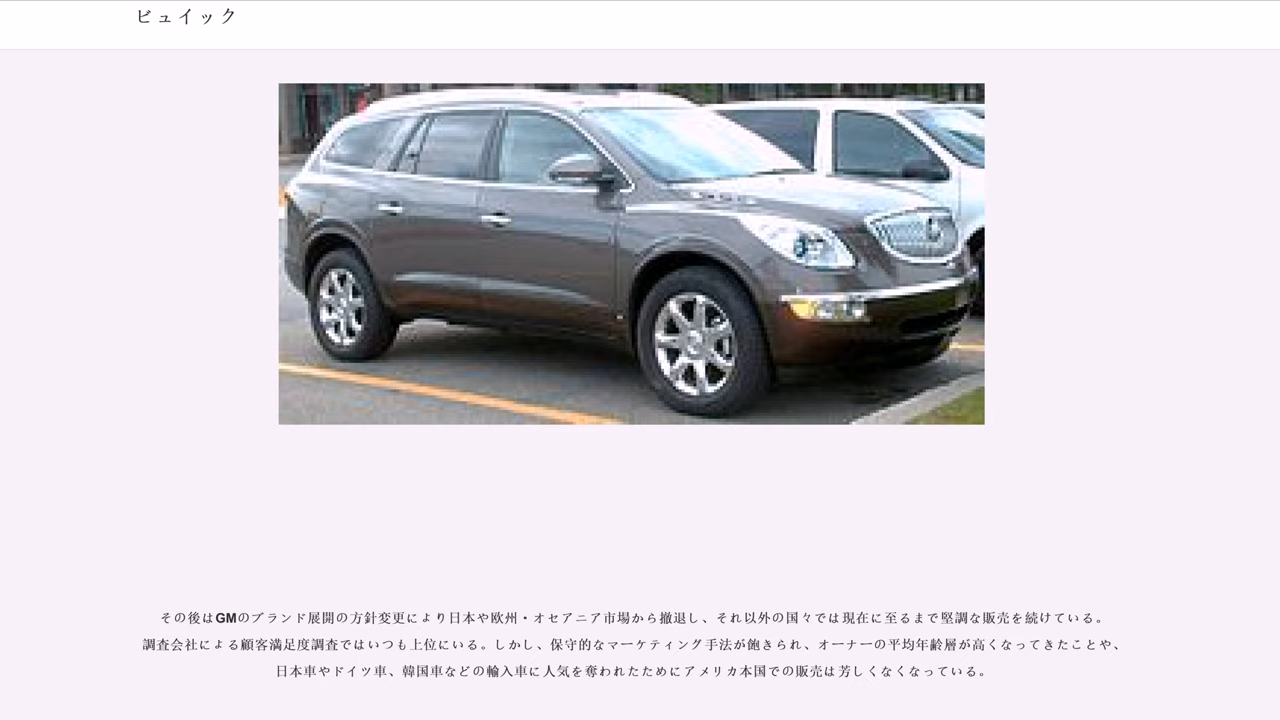 ビュイック
その後はGMのブランド展開の方針変更により日本や欧州・オセアニア市場から撤退し、それ以外の国々では現在に至るまで堅調な販売を続けている。
調査会社による顧客満足度調査ではいつも上位にいる。しかし、保守的なマーケティング手法が飽きられ、オーナーの平均年齢層が高くなってきたことや、
日本車やドイツ車、韓国車などの輸入車に人気を奪われたためにアメリカ本国での販売は芳しくなくなっている。